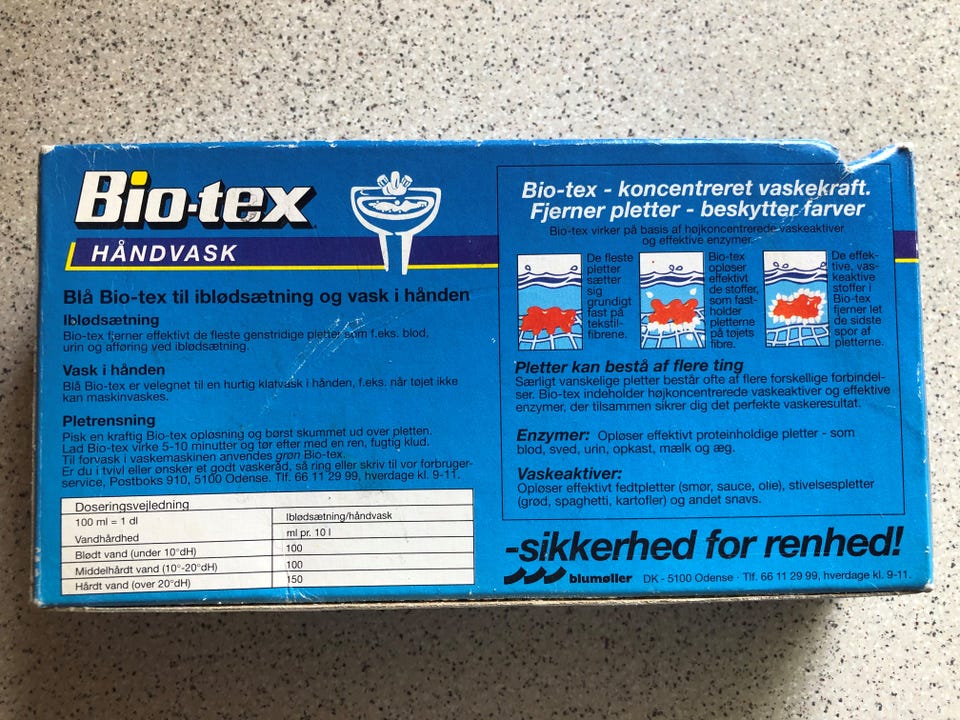 Bio-tex
HÅNDVASK
Blå Bio-tex til iblødsætning og vask i hånden
Iblødsætning
Bio-tex fjerner effektivt de fleste genstridige pletter som f.eks. blod,
urin og afføring ved iblødsætning.
Vask i hånden
Blå Bio-tex er velegnet til en hurtig klatvask i hånden, f.eks. når tøjet ikke
kan maskinvaskes.
Pletrensning
Pisk en kraftig Bio-tex opløsning og børst skummet ud over pletten.
Lad Bio-tex virke 5-10 minutter og tør efter med en ren, fugtig klud.
Til forvask i vaskemaskinen anvendes grøn Bio-tex.
Er du i tvivl eller ønsker et godt vaskeråd, så ring eller skriv til vor forbruger-
service, Postboks 910, 5100 Odense. Tlf. 66 11 29 99, hverdage kl. 9-11.
Doseringsvejledning
100 ml = 1 dl
Iblødsætning/håndvask
Vandhårdhed
ml pr. 10 l
Blødt vand (under 10°dH) 100
Middelhårdt vand (10°-20°dH) 100
Hårdt vand (over 20°dH) 150
Bio-tex - koncentreret vaskekraft.
Fjerner pletter - beskytter farver
Bio-tex virker på basis af højkoncentrerede vaskeaktiver
og effektive enzymer.
De fleste
pletter
sætter
sig
grundigt
fast på
tekstil-
fibrene.
Bio-tex
opløser
effektivt
de stoffer,
som fast-
holder
pletterne
på tøjets
fibre.
De effek-
tive, vas-
keaktive
stoffer i
Bio-tex
fjerner let
de sidste
spor af
pletterne.
Pletter kan bestå af flere ting
Særligt vanskelige pletter består ofte af flere forskellige forbindel-
ser. Bio-tex indeholder højkoncentrerede vaskeaktiver og effektive
enzymer, der tilsammen sikrer dig det perfekte vaskeresultat.
Enzymer: Opløser effektivt proteinholdige pletter - som
blod, sved, urin, opkast, mælk og æg.
Vaskeaktiver:
Opløser effektivt fedtpletter (smør, sauce, olie), stivelsespletter
(grød, spaghetti, kartofler) og andet snavs.
-sikkerhed for renhed!
blumøller DK - 5100 Odense · Tlf. 66 11 29 99, hverdage kl. 9-11.